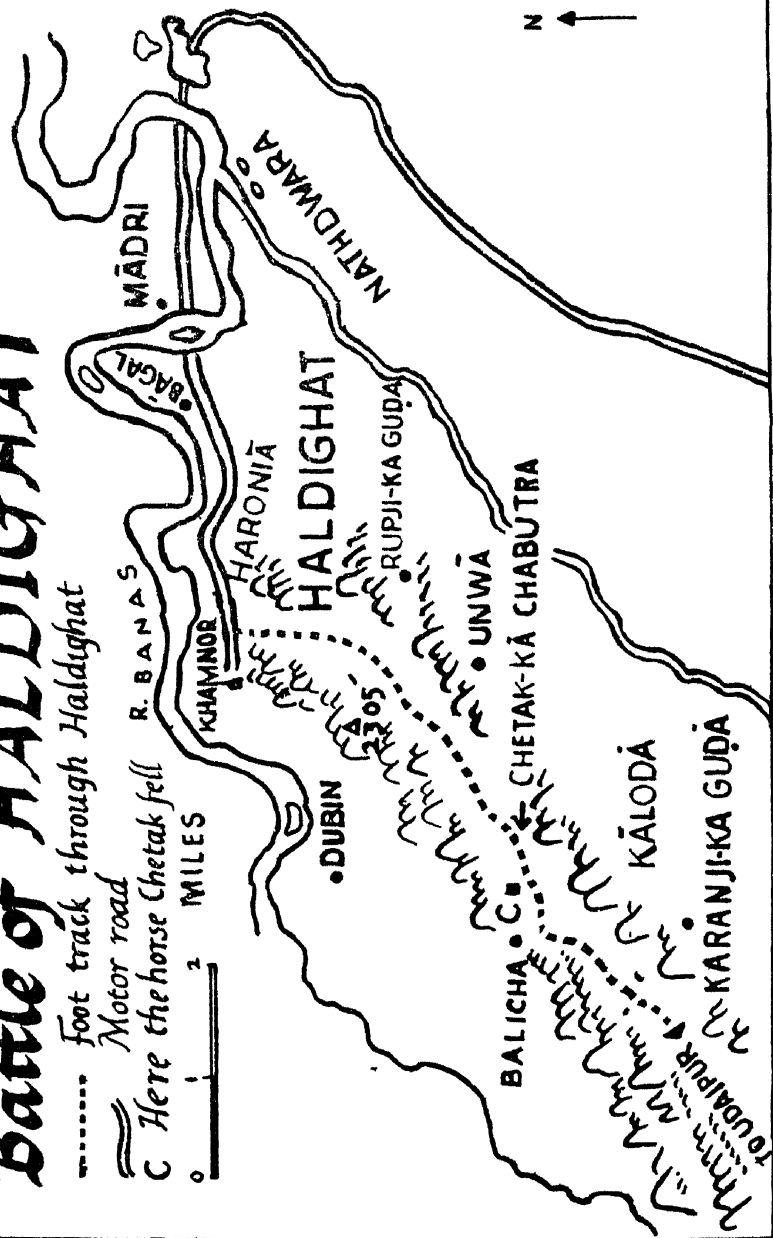 Battle of HALDIGHAT
Foot track through Haldighat
Motor road
C Here the horse Chetak fell
0 1 2 MILES
N
R. BANAS
MĀDRI
BĀGAL
KHAMNOR
HARONIĀ
NATHDWARA
HALDIGHAT
RUPJI-KA GUḌĀ
2305
DUBIN
UNWĀ
CHETAK-KĀ CHABUTRA
BALICHA
C
KĀLODĀ
KARANJI-KA GUḌĀ
TO UDAIPUR